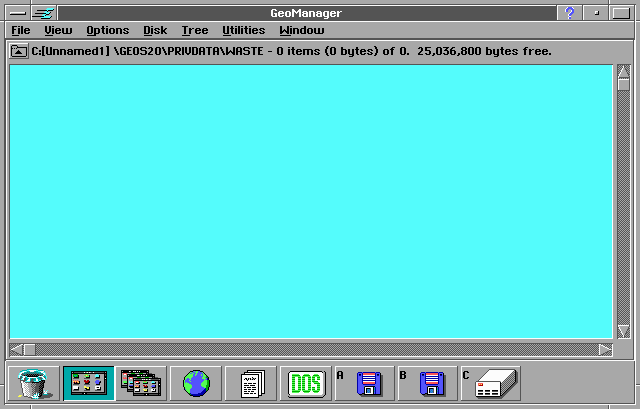 GeoManager
?
File View Options Disk Tree Utilities Window
C:[Unnamed1] \GEOS20\PRIVDATA\WASTE - 0 items (0 bytes) of 0.  25,036,800 bytes free.
DOS A B C